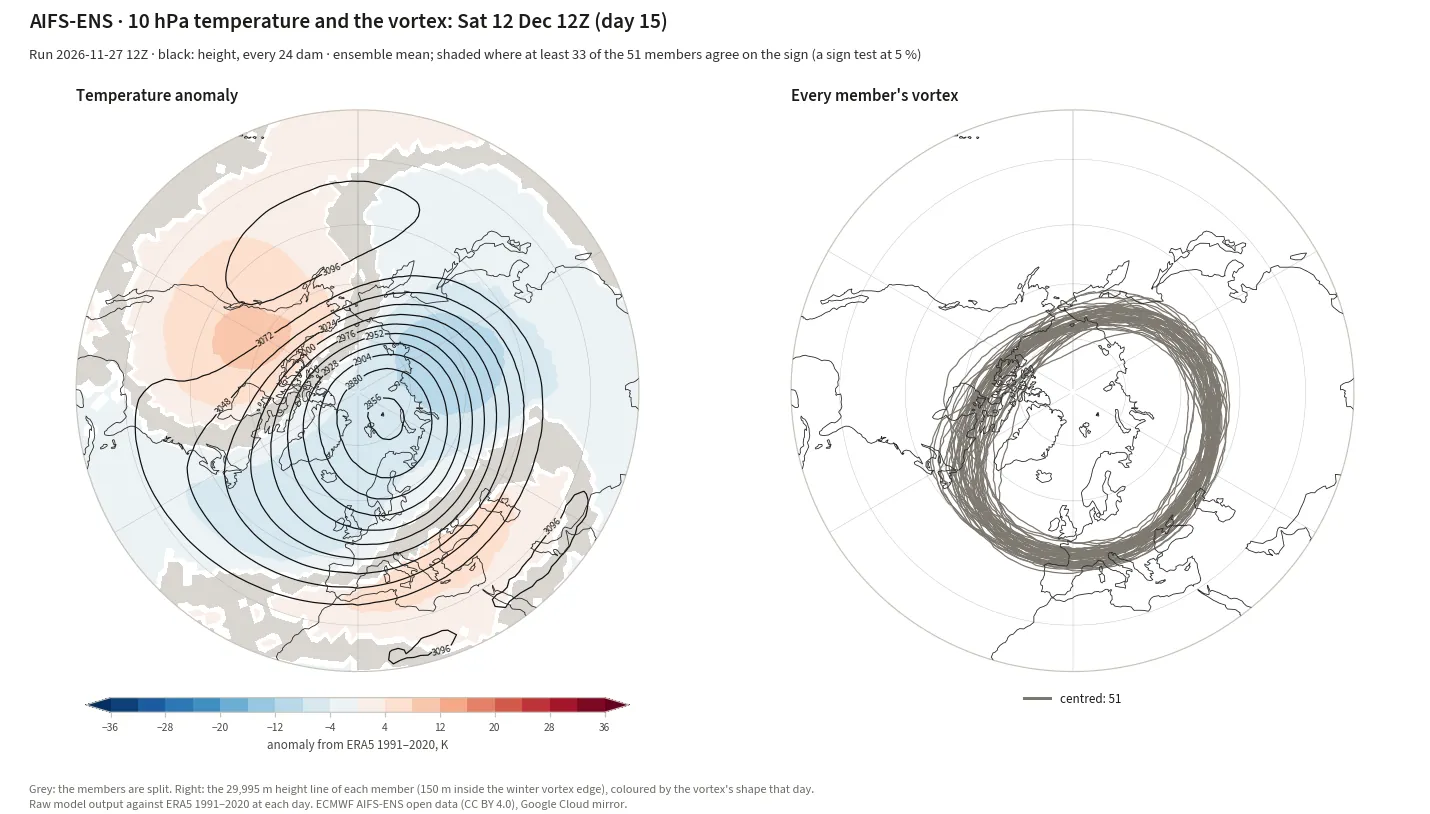 AIFS-ENS · 10 hPa temperature and the vortex: Sat 12 Dec 12Z (day 15)
Run 2026-11-27 12Z · black: height, every 24 dam · ensemble mean; shaded where at least 33 of the 51 members agree on the sign (a sign test at 5 %)
Temperature anomaly
Every member's vortex
3096
3024
2976
2952
3072
2928
2904
2880
3048
2856
3096
3096
centred: 51
−36 −28 −20 −12 −4 4 12 20 28 36
anomaly from ERA5 1991–2020, K
Grey: the members are split. Right: the 29,995 m height line of each member (150 m inside the winter vortex edge), coloured by the vortex's shape that day.
Raw model output against ERA5 1991–2020 at each day. ECMWF AIFS-ENS open data (CC BY 4.0), Google Cloud mirror.